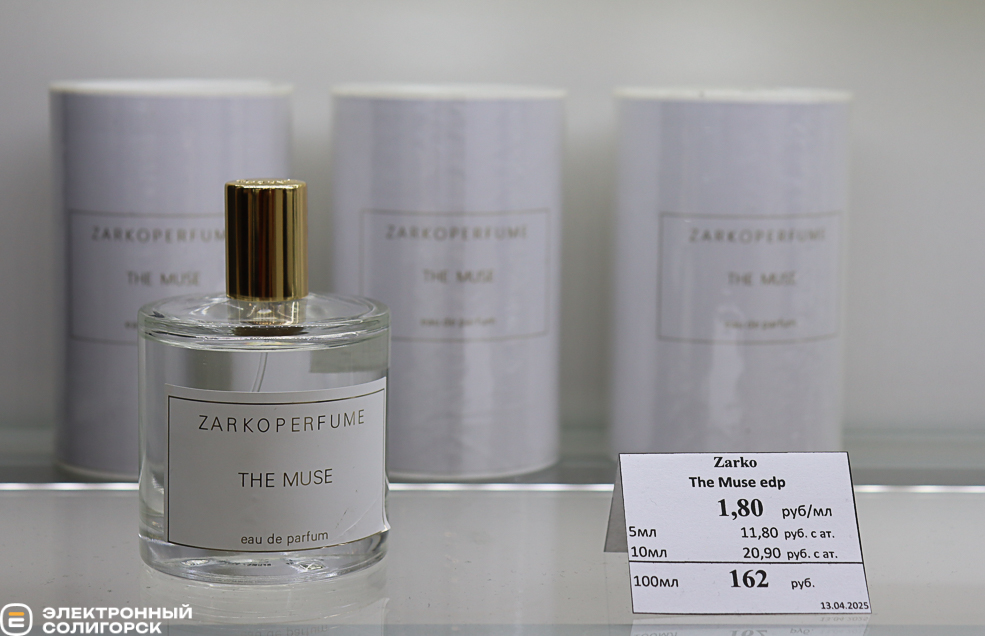 ZARKOPERFUM
THE MUSE
ZARKOPERFUME
THE MUSE
eau de parfum
ZARKOPERFUME
THE MUSE
eau de parfum
ZARKOPERFUME
THE MUSE
eau de parfum
Zarko
The Muse edp
1,80 руб/мл
5мл 11,80 руб. с ат.
10мл 20,90 руб. с ат.
100мл 162 руб.
13.04.2025
ЭЛЕКТРОННЫЙ
СОЛИГОРСК